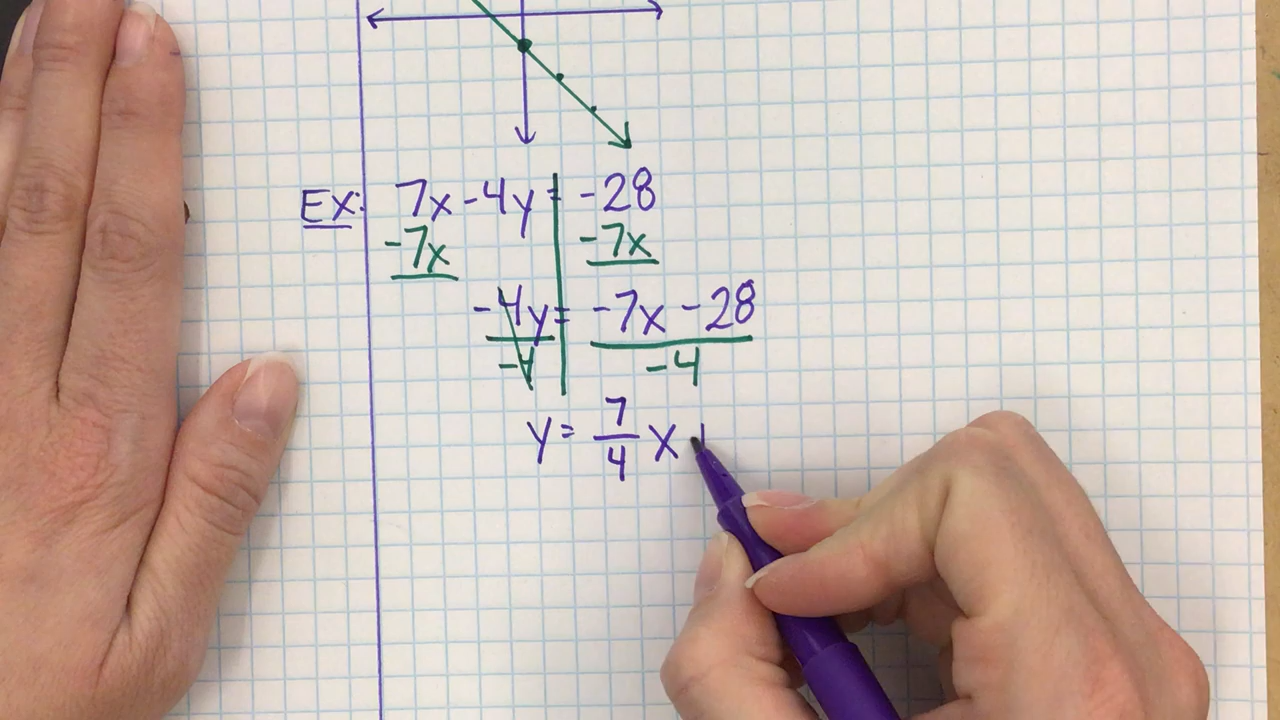 EX: 7x - 4y = -28
-7x -7x
-4y = -7x - 28
-4 -4
y = 7/4 x